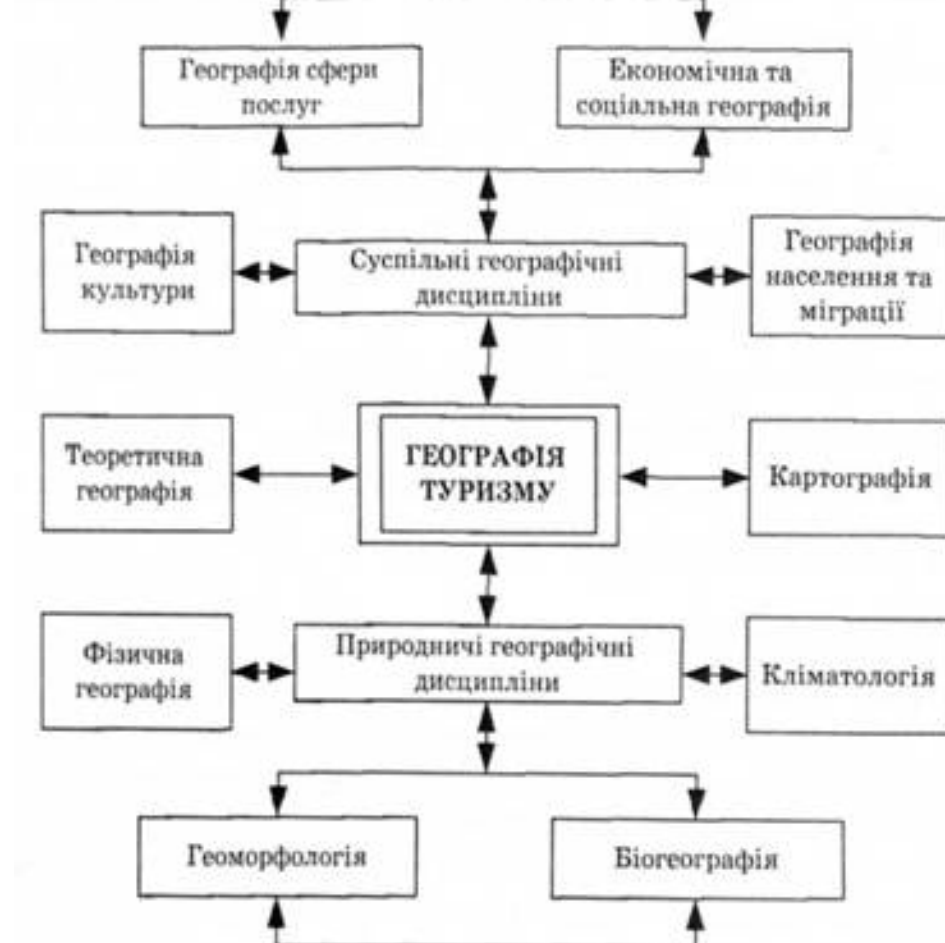 Географія сфери
послуг
Економічна та
соціальна географія
Географія
культури
Суспільні географічні
дисципліни
Географія
населення та
міграції
Теоретична
географія
ГЕОГРАФІЯ
ТУРИЗМУ
Картографія
Фізична
географія
Природничі географічні
дисципліни
Кліматологія
Геоморфологія
Біогеографія